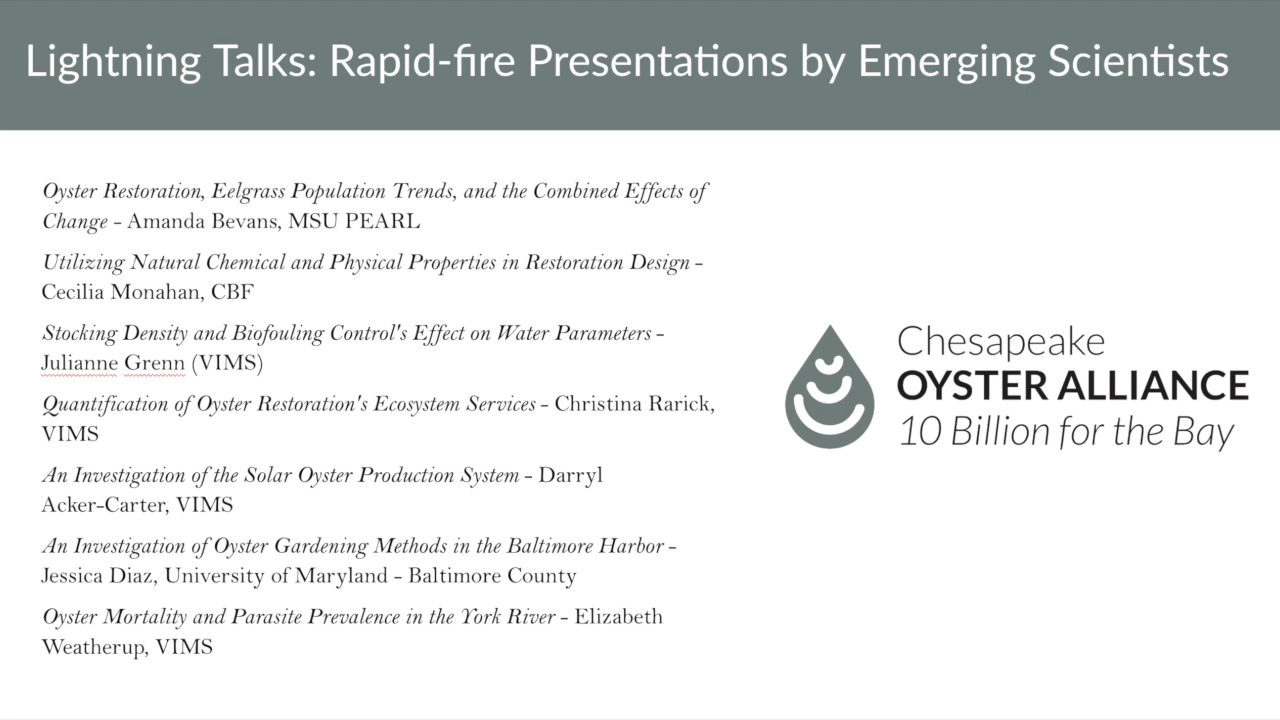 Lightning Talks: Rapid-fire Presentations by Emerging Scientists
Oyster Restoration, Eelgrass Population Trends, and the Combined Effects of
Change - Amanda Bevans, MSU PEARL
Utilizing Natural Chemical and Physical Properties in Restoration Design -
Cecilia Monahan, CBF
Stocking Density and Biofouling Control's Effect on Water Parameters -
Julianne Grenn (VIMS)
Quantification of Oyster Restoration's Ecosystem Services - Christina Rarick,
VIMS
An Investigation of the Solar Oyster Production System - Darryl
Acker-Carter, VIMS
An Investigation of Oyster Gardening Methods in the Baltimore Harbor -
Jessica Diaz, University of Maryland - Baltimore County
Oyster Mortality and Parasite Prevalence in the York River - Elizabeth
Weatherup, VIMS
Chesapeake
OYSTER ALLIANCE
10 Billion for the Bay